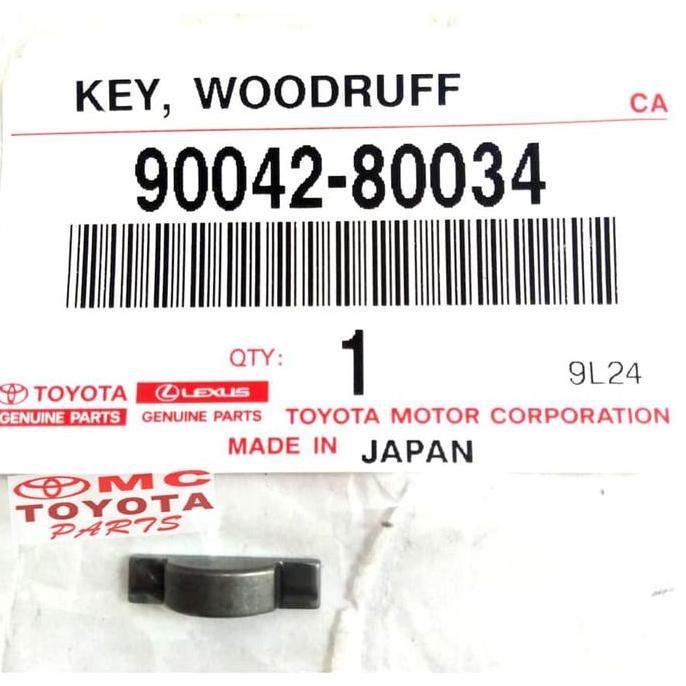 KEY, WOODRUFF
CA
90042-80034
QTY: 1
9L24
TOYOTA LEXUS
GENUINE PARTS GENUINE PARTS TOYOTA MOTOR CORPORATION
MADE IN JAPAN
MC
TOYOTA
PARTS